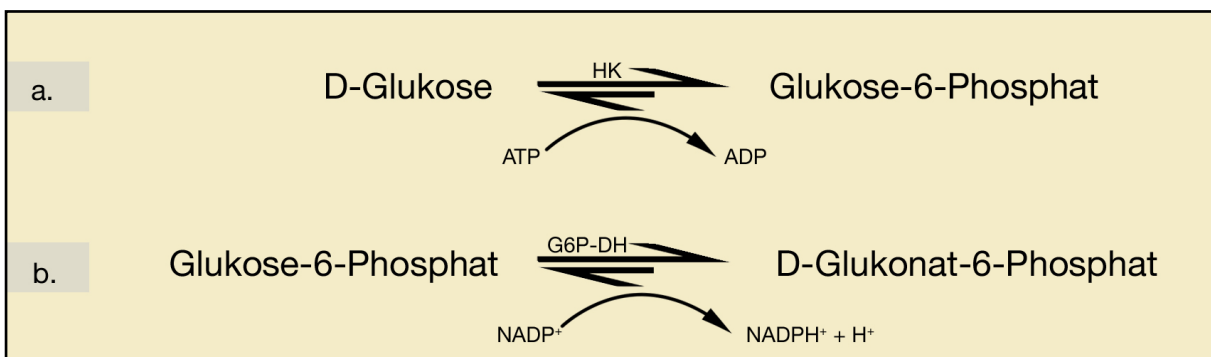 HK
a. D-Glukose Glukose-6-Phosphat
ATP ADP
G6P-DH
b. Glukose-6-Phosphat D-Glukonat-6-Phosphat
NADP⁺ NADPH⁺ + H⁺